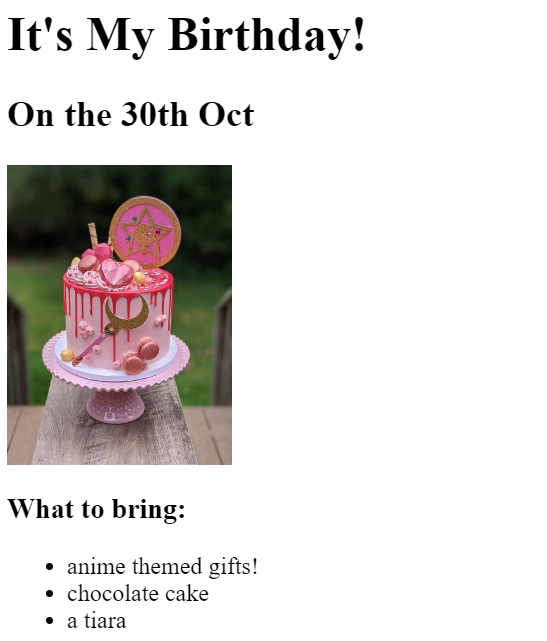 It's My Birthday!
On the 30th Oct
What to bring:
anime themed gifts!
chocolate cake
a tiara